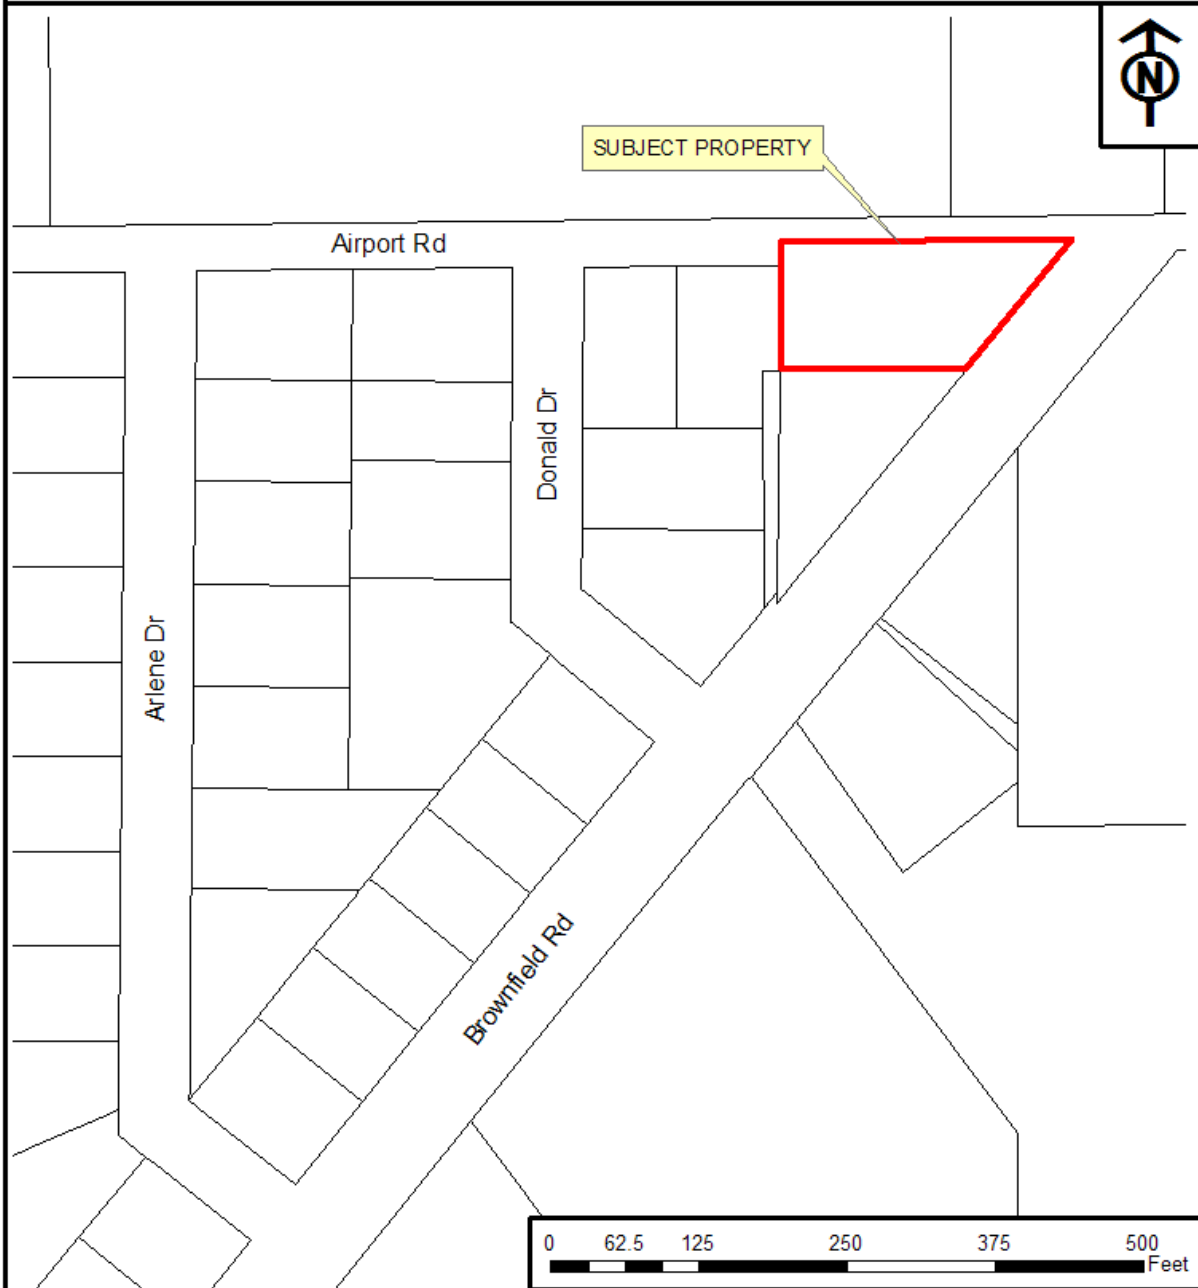 N
SUBJECT PROPERTY
Airport Rd
Donald Dr
Arlene Dr
Brownfield Rd
0 62.5 125 250 375 500
Feet